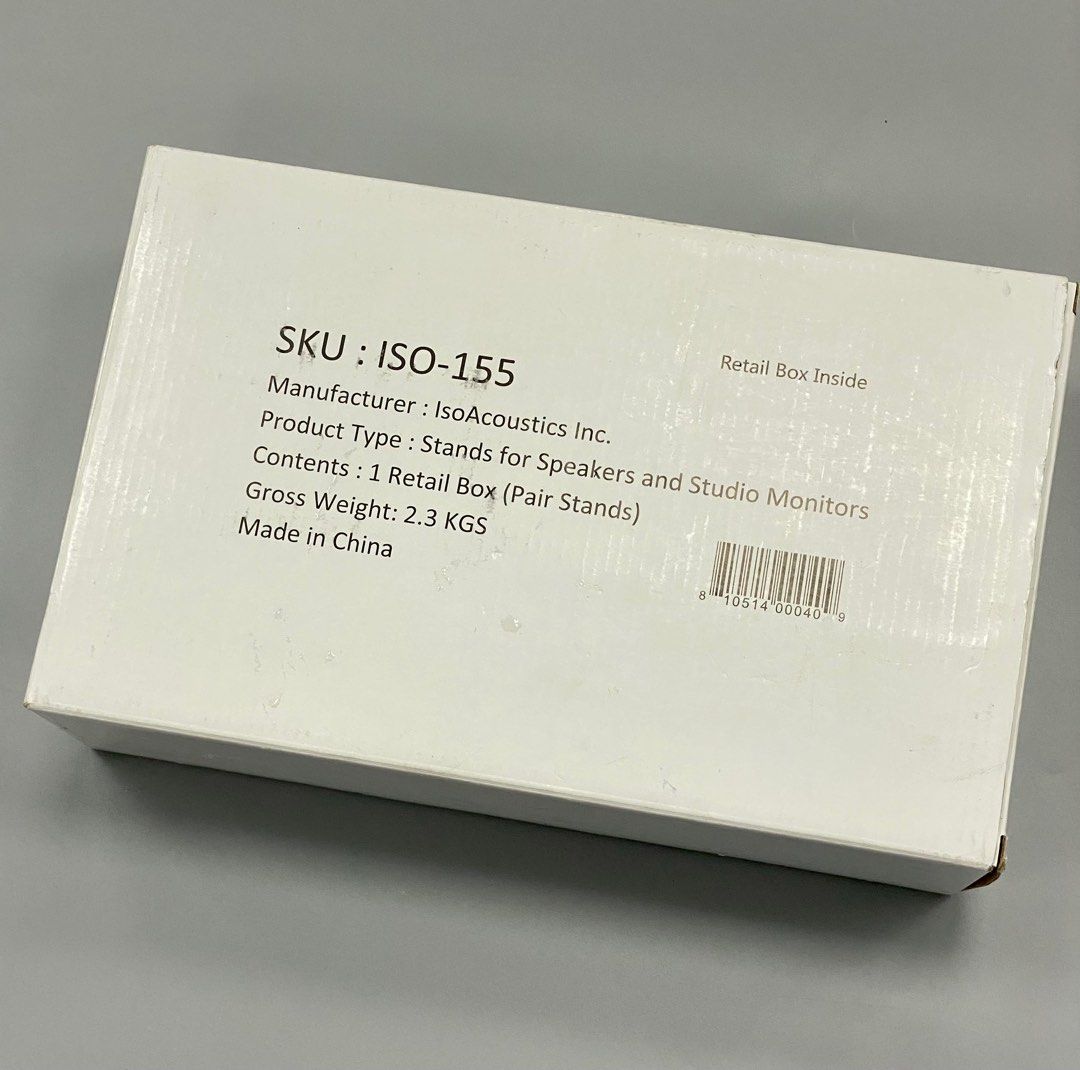 SKU : ISO-155
Retail Box Inside
Manufacturer : IsoAcoustics Inc.
Product Type : Stands for Speakers and Studio Monitors
Contents : 1 Retail Box (Pair Stands)
Gross Weight: 2.3 KGS
Made in China
8 10514 00040 9